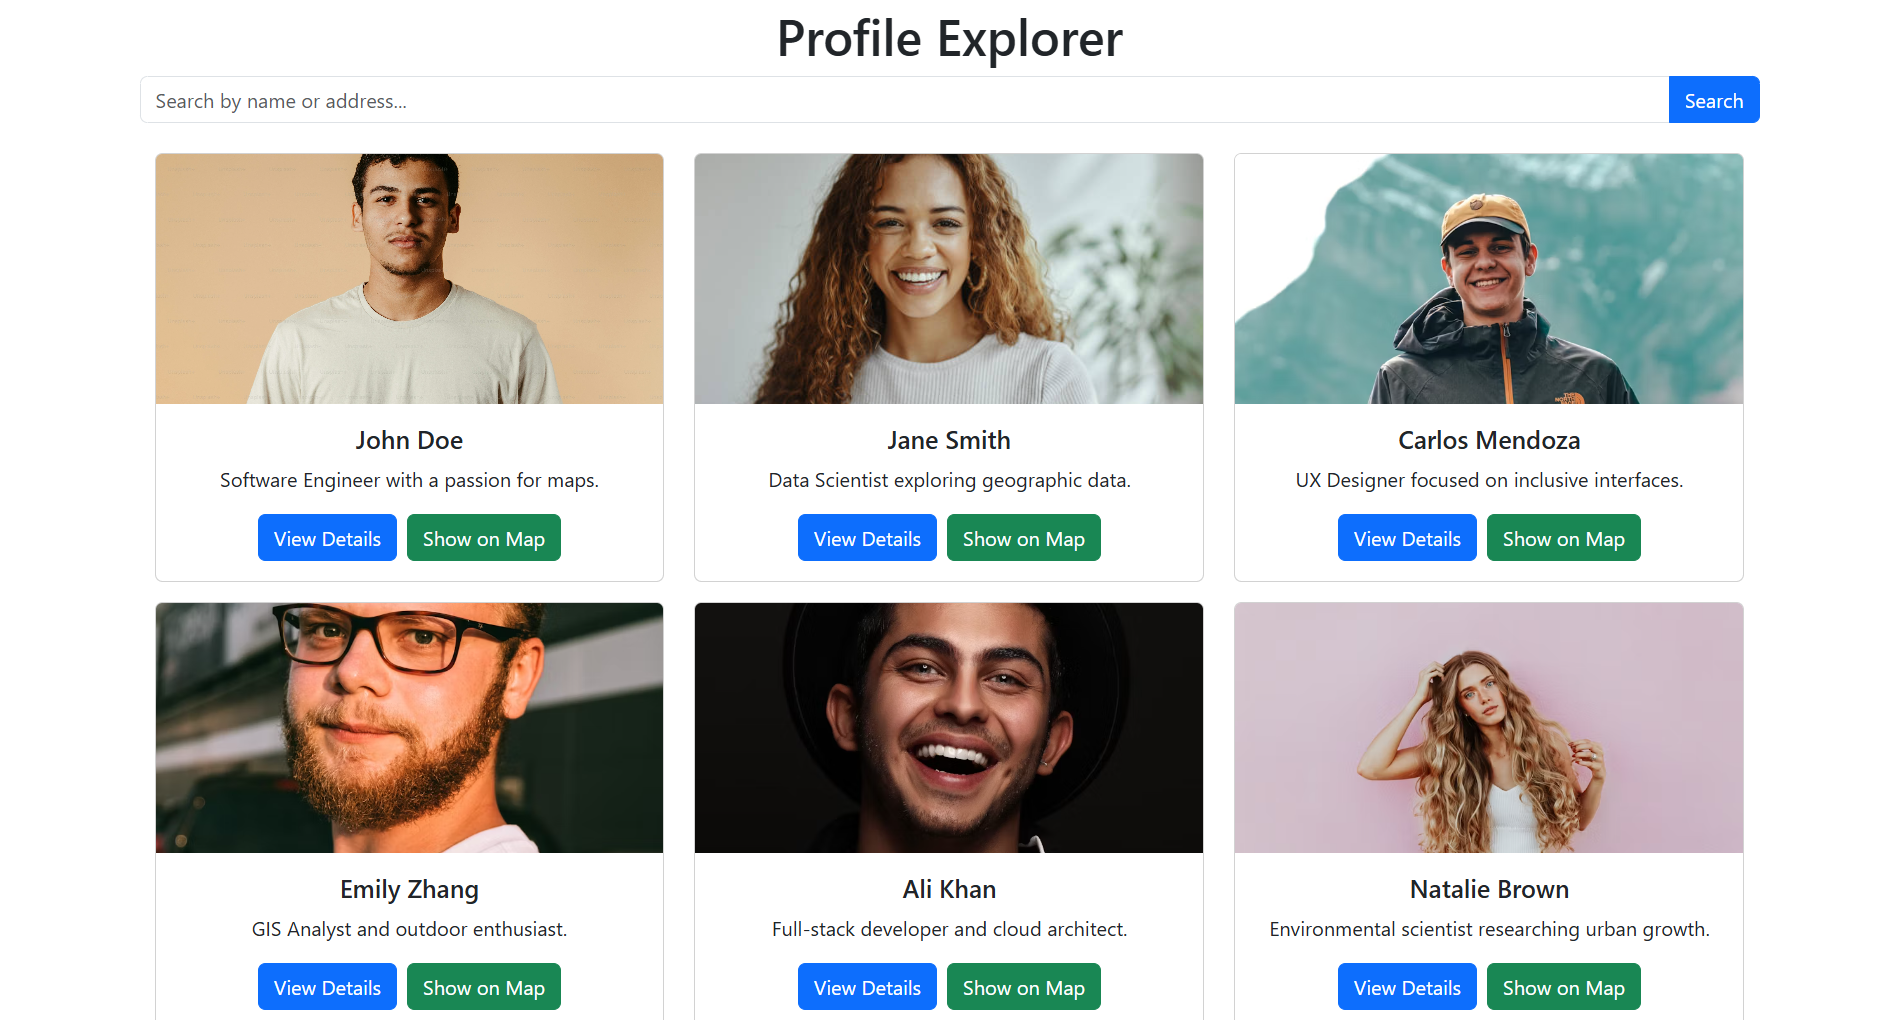 Profile Explorer
Search by name or address...
Search
THE
NORTH
John Doe
Jane Smith
Carlos Mendoza
Software Engineer with a passion for maps.
Data Scientist exploring geographic data.
UX Designer focused on inclusive interfaces.
View Details
Show on Map
View Details
Show on Map
View Details
Show on Map
Emily Zhang
Ali Khan
Natalie Brown
GIS Analyst and outdoor enthusiast.
Full-stack developer and cloud architect.
Environmental scientist researching urban growth.
View Details
Show on Map
View Details
Show on Map
View Details
Show on Map